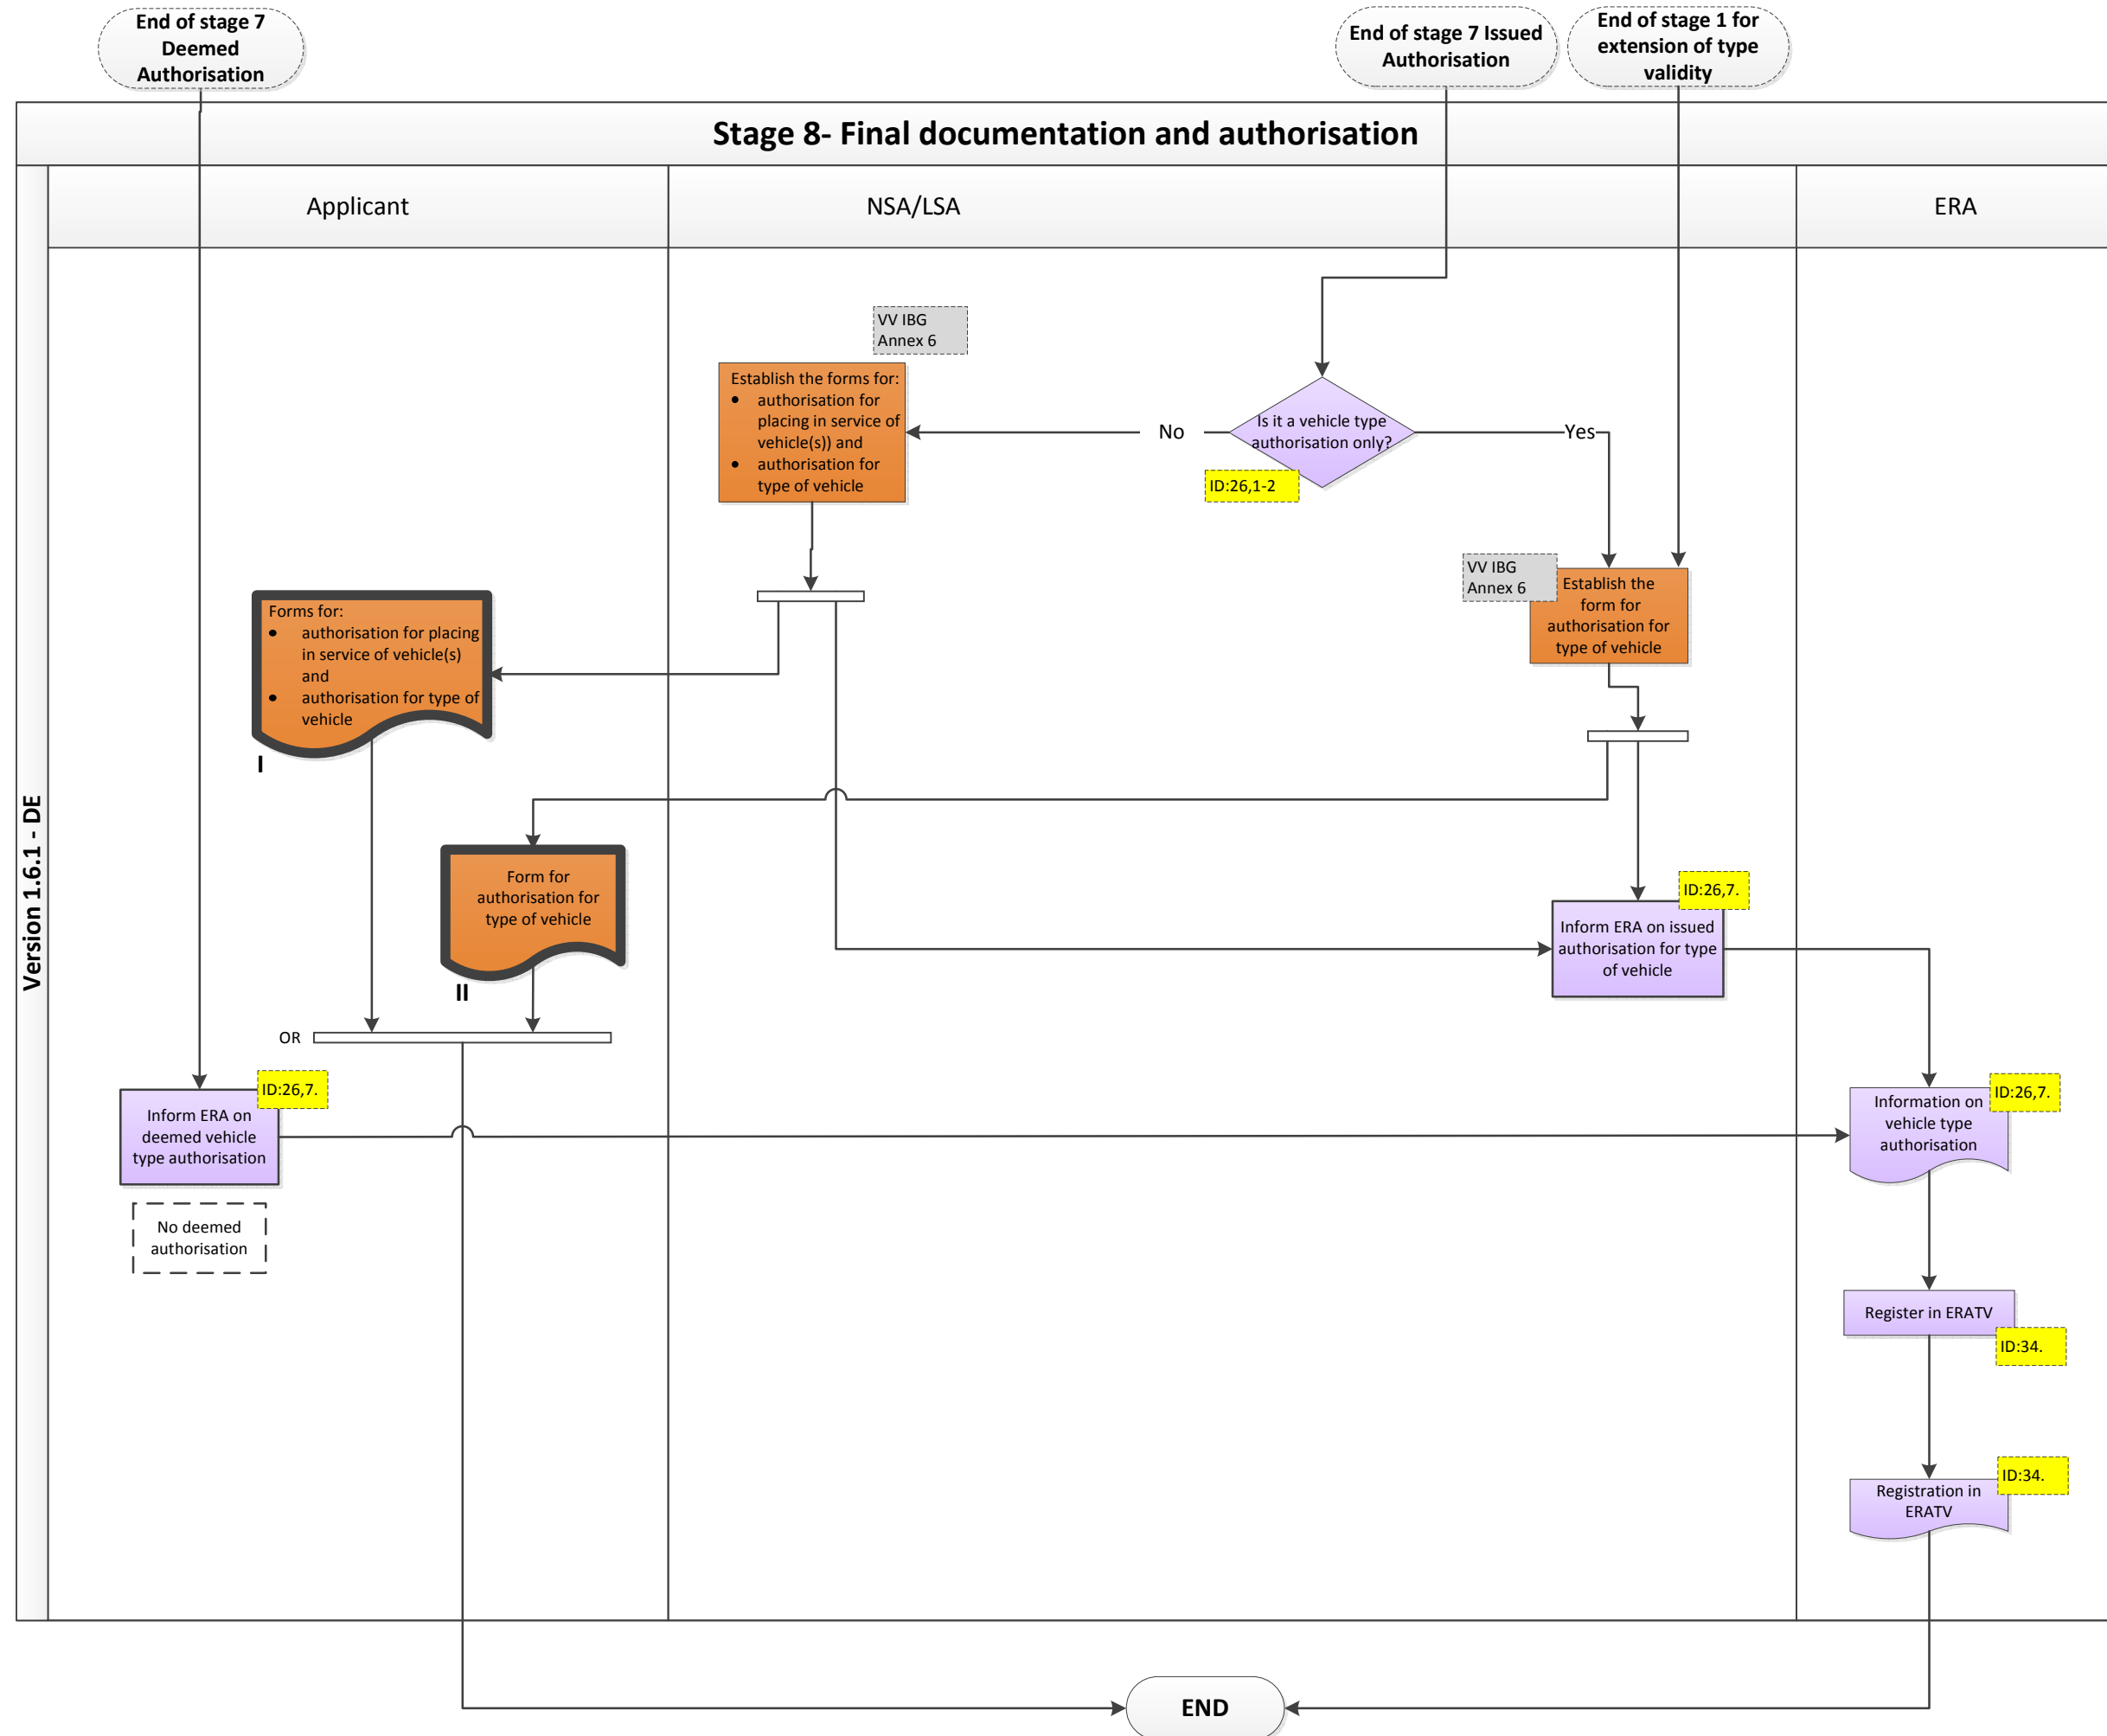 End of stage 7
Deemed
Authorisation
End of stage 7 Issued
Authorisation
End of stage 1 for
extension of type
validity
Stage 8- Final documentation and authorisation
Version 1.6.1 - DE
Applicant
NSA/LSA
ERA
VV IBG
Annex 6
Establish the forms for:
• authorisation for
placing in service of
vehicle(s)) and
• authorisation for
type of vehicle
No
Is it a vehicle type
authorisation only?
Yes
ID:26,1-2
VV IBG
Annex 6
Establish the
form for
authorisation for
type of vehicle
Forms for:
• authorisation for placing
in service of vehicle(s)
and
• authorisation for type of
vehicle
I
Form for
authorisation for
type of vehicle
II
ID:26,7.
Inform ERA on issued
authorisation for type
of vehicle
OR
ID:26,7.
Inform ERA on
deemed vehicle
type authorisation
No deemed
authorisation
ID:26,7.
Information on
vehicle type
authorisation
Register in ERATV
ID:34.
ID:34.
Registration in
ERATV
END